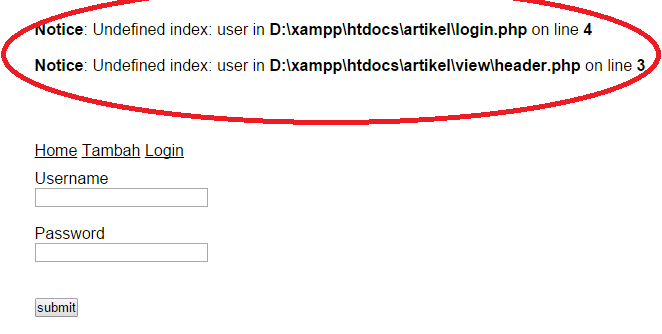 Notice: Undefined index: user in D:\xampp\htdocs\artikel\login.php on line 4
Notice: Undefined index: user in D:\xampp\htdocs\artikel\view\header.php on line 3
Home Tambah Login
Username
Password
submit